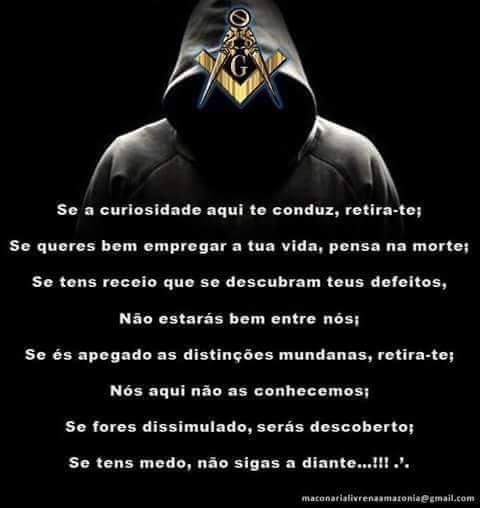 G
Se a curiosidade aqui te conduz, retira-te;
Se queres bem empregar a tua vida, pensa na morte;
Se tens receio que se descubram teus defeitos,
Não estarás bem entre nós;
Se és apegado as distinções mundanas, retira-te;
Nós aqui não as conhecemos;
Se fores dissimulado, serás descoberto;
Se tens medo, não sigas a diante...!!! .'.
maconarialivrenaamazonia@gmail.com